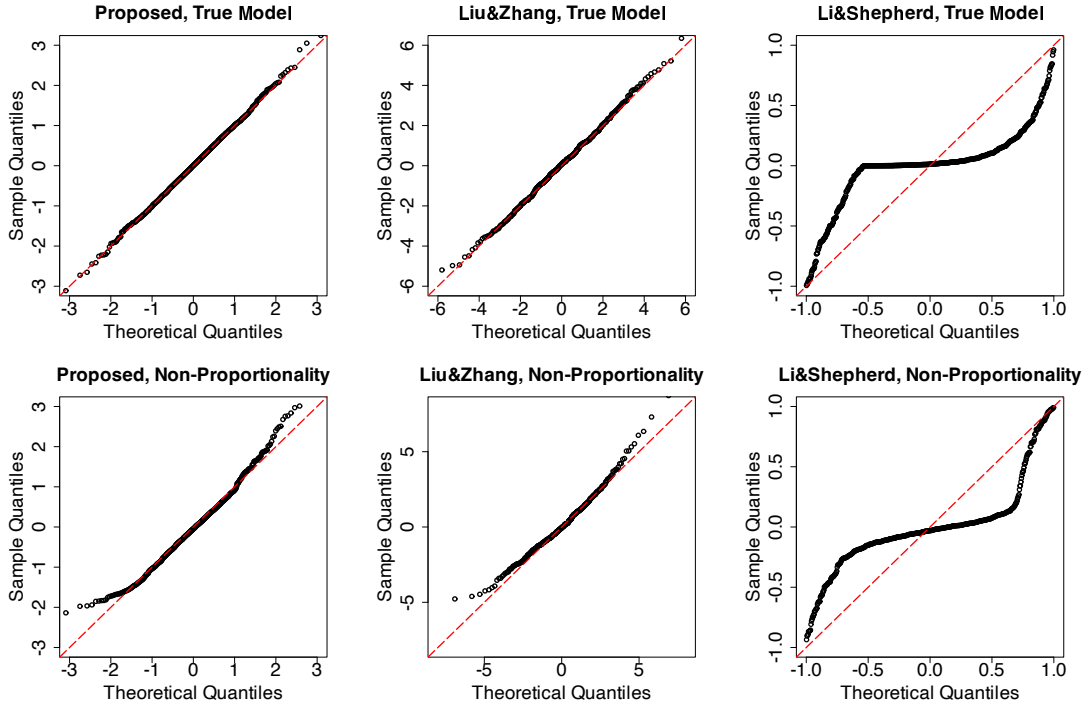 Proposed, True Model
Sample Quantiles
-3 -2 -1 0 1 2 3
-3 -2 -1 0 1 2 3
Theoretical Quantiles
Liu&Zhang, True Model
Sample Quantiles
-6 -4 -2 0 2 4 6
-6 -4 -2 0 2 4 6
Theoretical Quantiles
Li&Shepherd, True Model
Sample Quantiles
-1.0 -0.5 0.0 0.5 1.0
-1.0 -0.5 0.0 0.5 1.0
Theoretical Quantiles
Proposed, Non-Proportionality
Sample Quantiles
-3 -2 -1 0 1 2 3
-3 -2 -1 0 1 2 3
Theoretical Quantiles
Liu&Zhang, Non-Proportionality
Sample Quantiles
-5 0 5
-5 0 5
Theoretical Quantiles
Li&Shepherd, Non-Proportionality
Sample Quantiles
-1.0 -0.5 0.0 0.5 1.0
-1.0 -0.5 0.0 0.5 1.0
Theoretical Quantiles